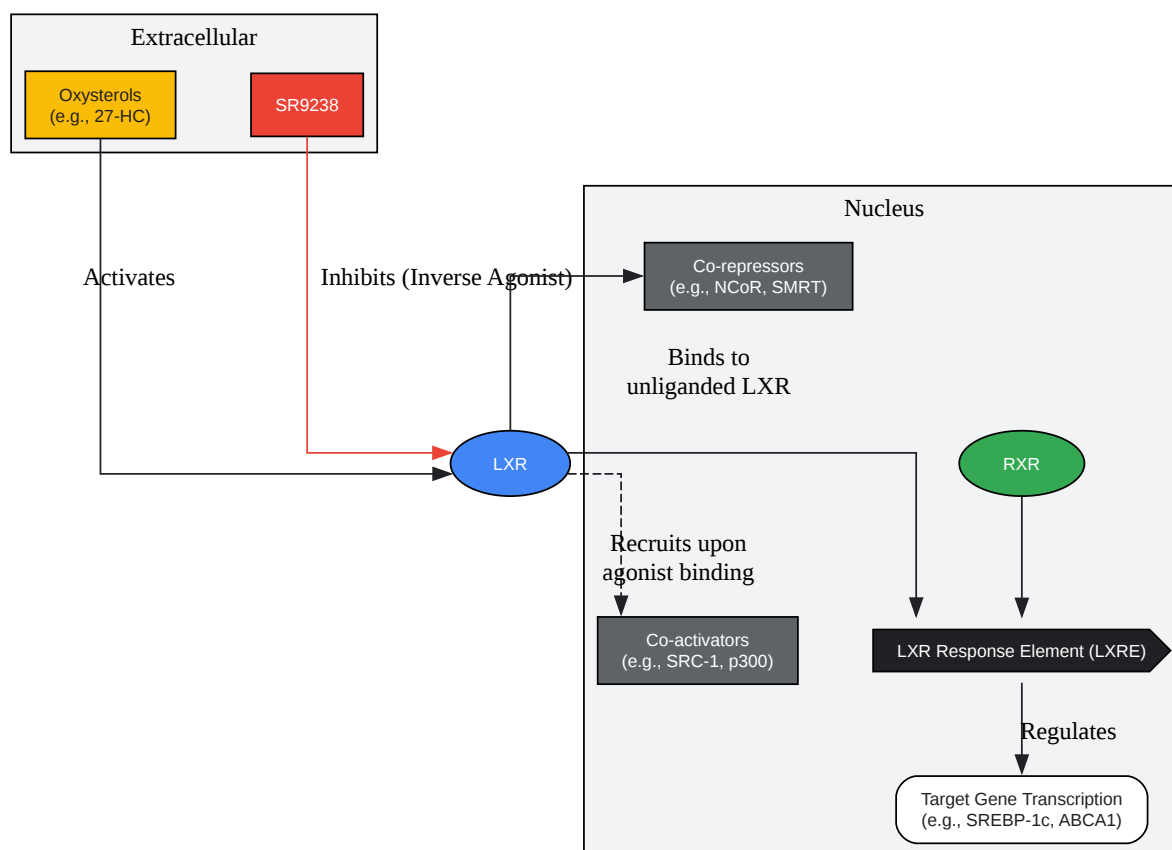 Extracellular
Oxysterols
(e.g., 27-HC)
SR9238
Nucleus
Activates
Inhibits (Inverse Agonist)
Co-repressors
(e.g., NCoR, SMRT)
Binds to
unliganded LXR
LXR
RXR
Recruits upon
agonist binding
Co-activators
(e.g., SRC-1, p300)
LXR Response Element (LXRE)
Regulates
Target Gene Transcription
(e.g., SREBP-1c, ABCA1)